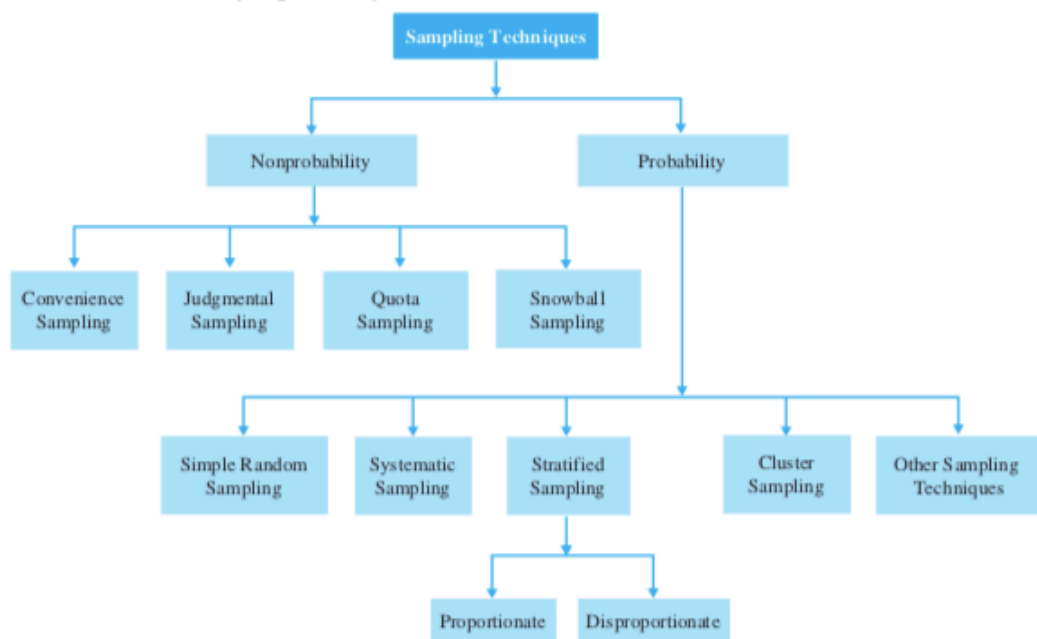 Sampling Techniques
Nonprobability
Probability
Convenience
Sampling
Judgmental
Sampling
Quota
Sampling
Snowball
Sampling
Simple Random
Sampling
Systematic
Sampling
Stratified
Sampling
Cluster
Sampling
Other Sampling
Techniques
Proportionate
Disproportionate